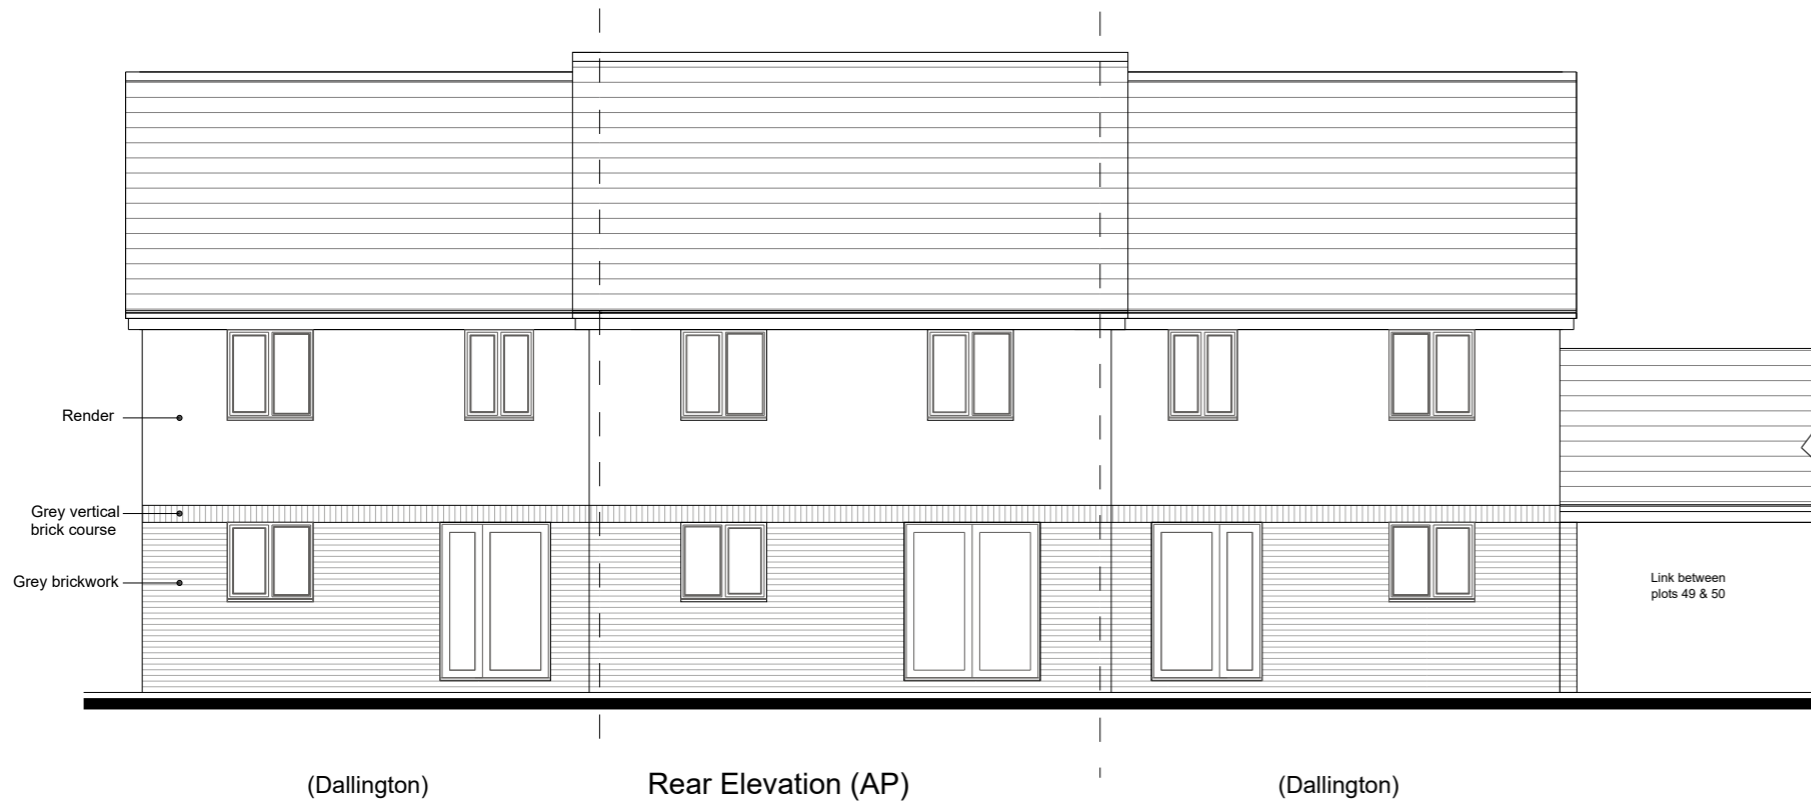 Render
Grey vertical
brick course
Grey brickwork
Link between
plots 49 & 50
(Dallington)
Rear Elevation (AP)
(Dallington)